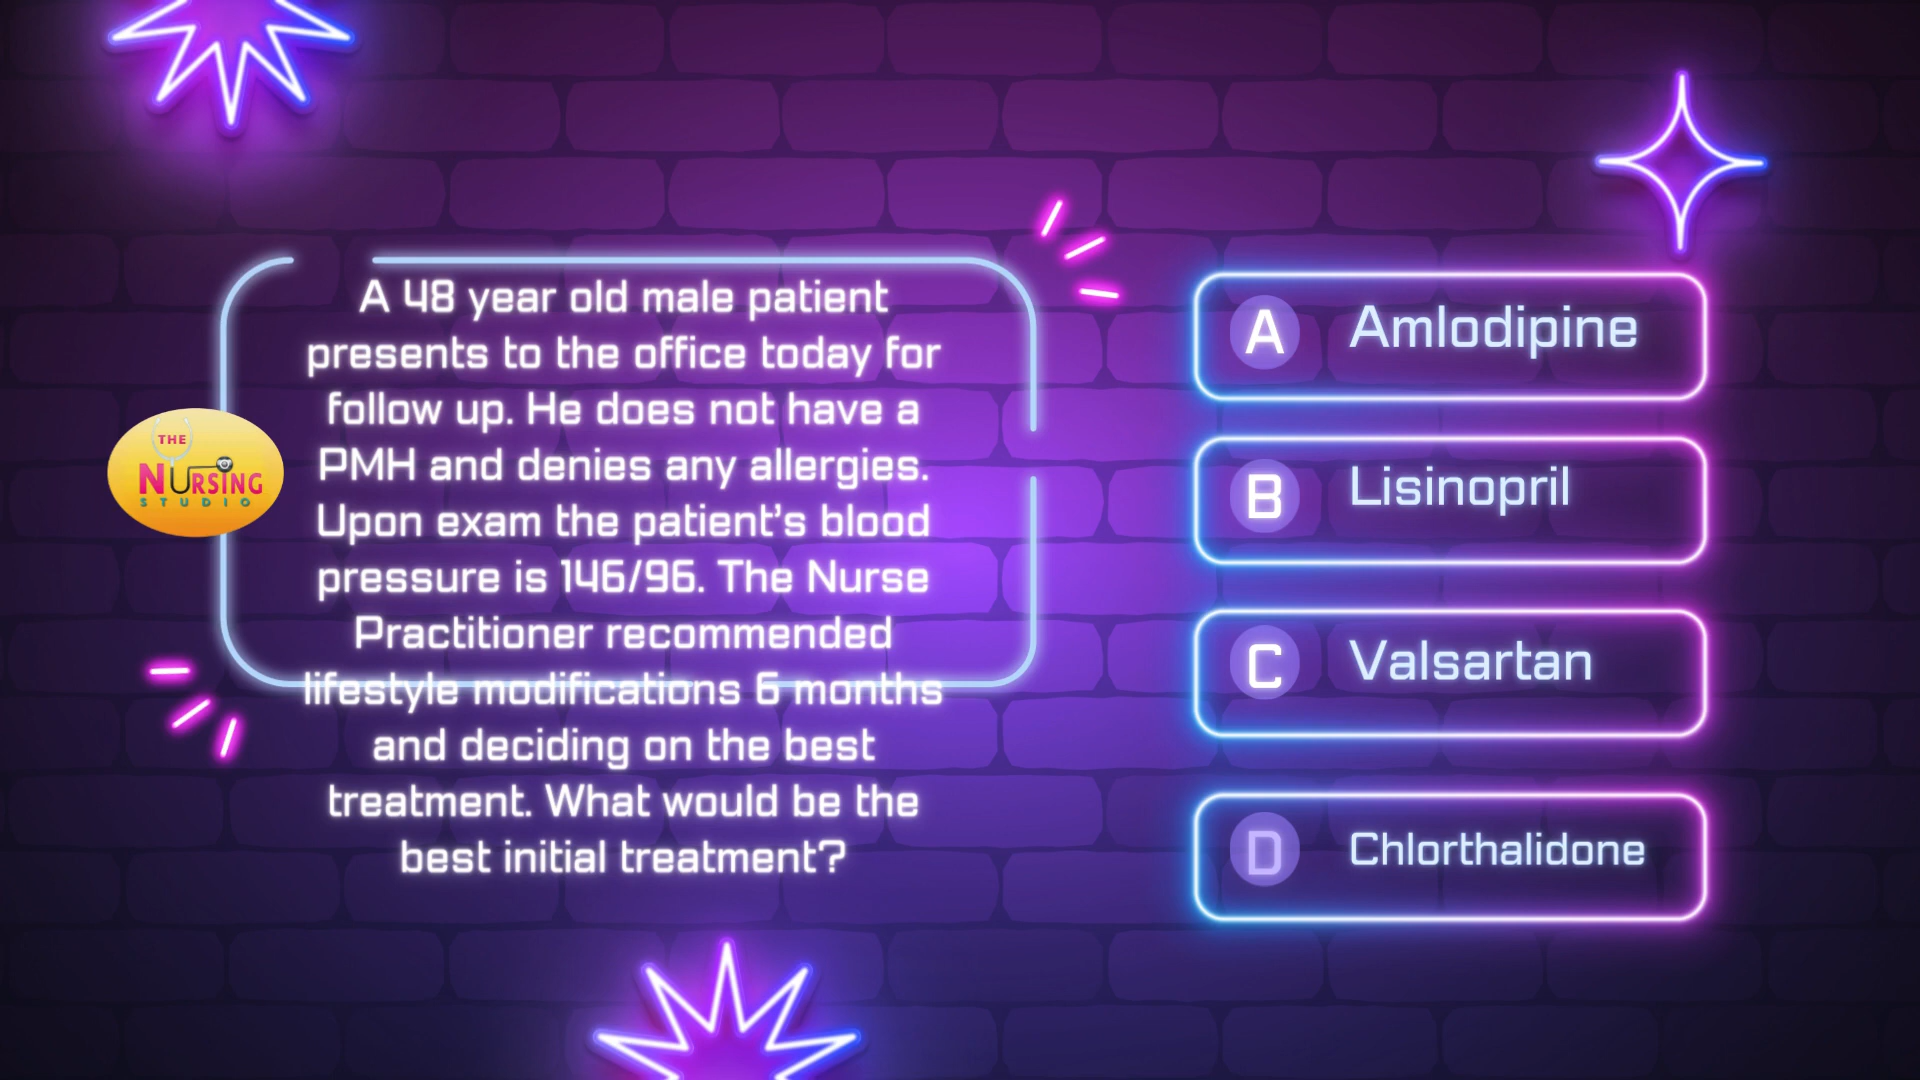 A 48 year old male patient
presents to the office today for
follow up. He does not have a
PMH and denies any allergies.
Upon exam the patient’s blood
pressure is 146/96. The Nurse
Practitioner recommended
lifestyle modifications 6 months
and deciding on the best
treatment. What would be the
best initial treatment?
THE
NURSING
STUDIO
A Amlodipine
B Lisinopril
C Valsartan
D Chlorthalidone